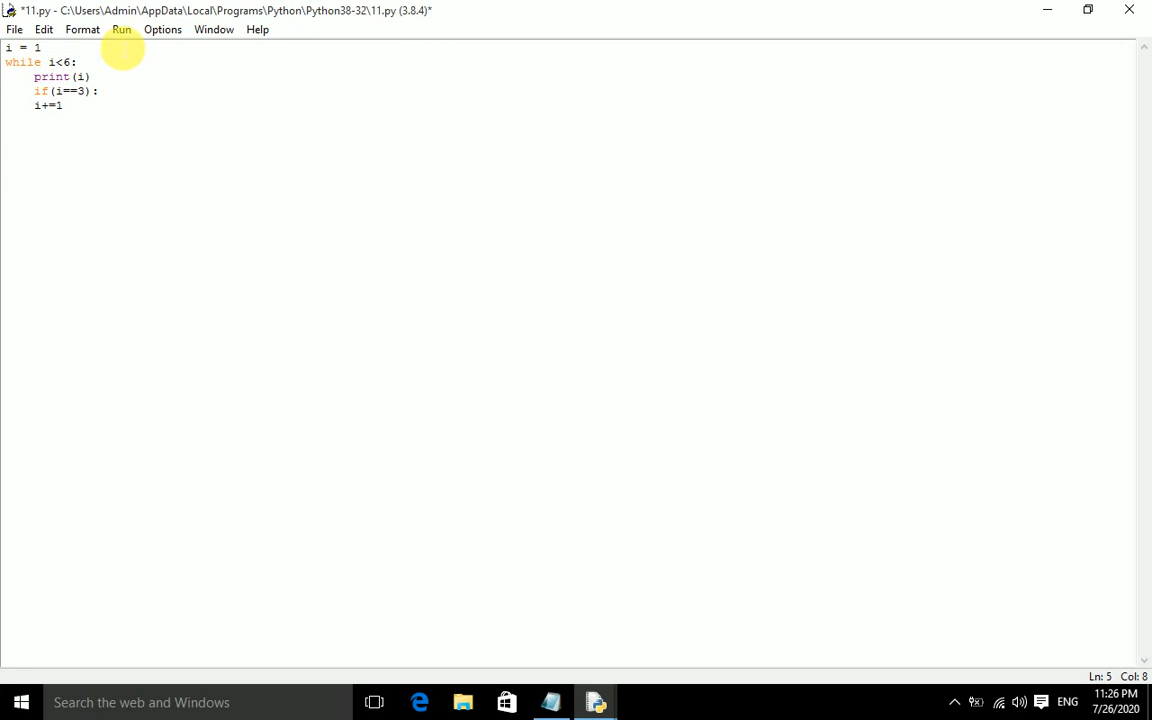 *11.py - C:\Users\Admin\AppData\Local\Programs\Python\Python38-32\11.py (3.8.4)*
File Edit Format Run Options Window Help
i = 1
while i<6:
    print(i)
    if(i==3):
    i+=1
Ln: 5 Col: 8
Search the web and Windows
ENG
11:26 PM
7/26/2020